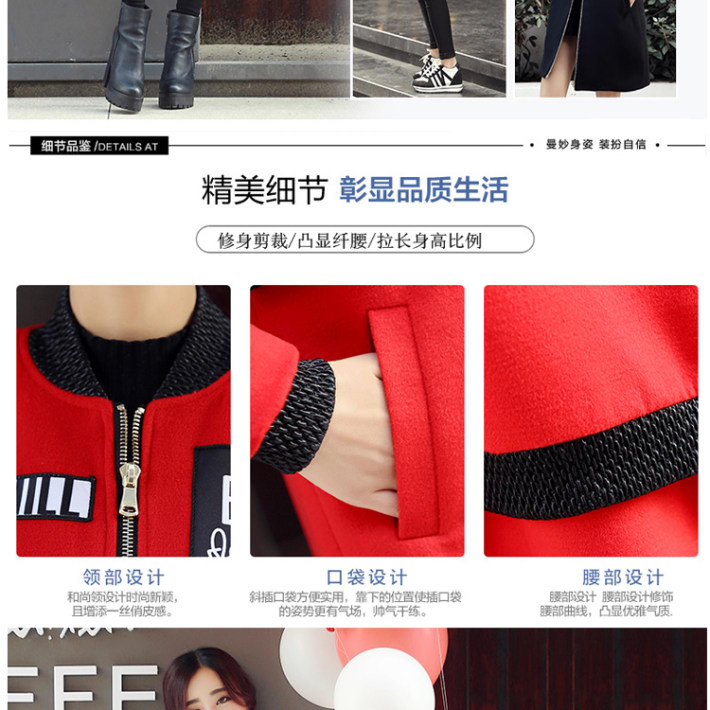 细节品鉴 /DETAILS AT
· 曼妙身姿 装扮自信 ·
精美细节 彰显品质生活
修身剪裁/凸显纤腰/拉长身高比例
ILL
领部设计
和尚领设计时尚新颖,
且增添一丝俏皮感。
口袋设计
斜插口袋方便实用，靠下的位置使插口袋
的姿势更有气场，帅气干练。
腰部设计
腰部设计 腰部设计修饰
腰部曲线，凸显优雅气质.
EEE